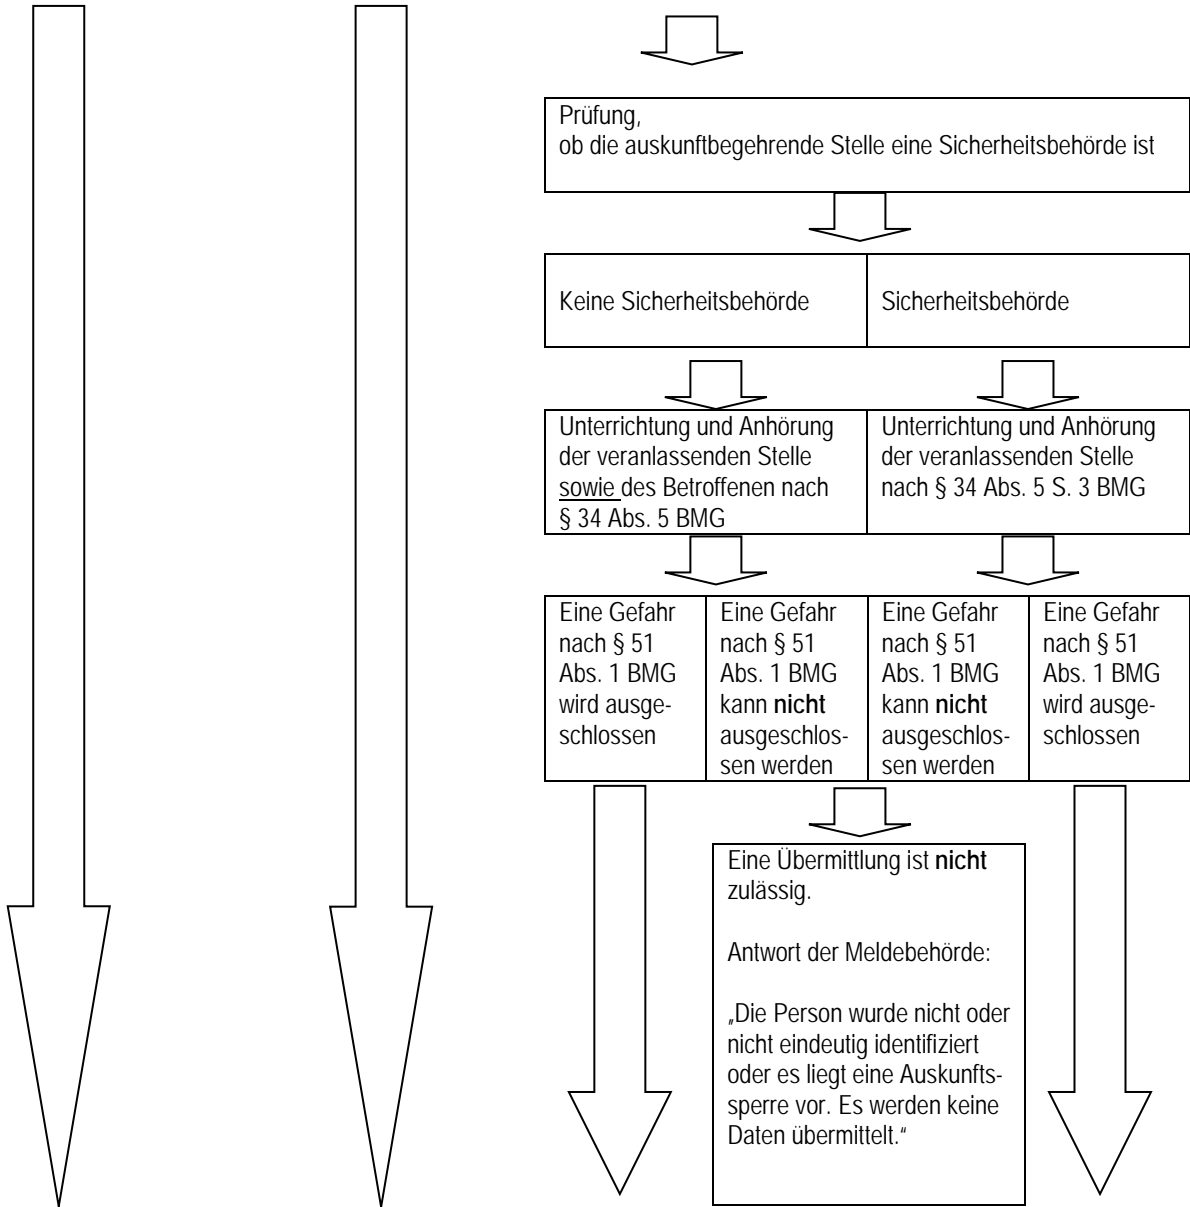 Prüfung,
ob die auskunftbegehrende Stelle eine Sicherheitsbehörde ist
Keine Sicherheitsbehörde
Sicherheitsbehörde
Unterrichtung und Anhörung
der veranlassenden Stelle
sowie des Betroffenen nach
§ 34 Abs. 5 BMG
Unterrichtung und Anhörung
der veranlassenden Stelle
nach § 34 Abs. 5 S. 3 BMG
Eine Gefahr
nach § 51
Abs. 1 BMG
wird ausge-
schlossen
Eine Gefahr
nach § 51
Abs. 1 BMG
kann nicht
ausgeschlos-
sen werden
Eine Gefahr
nach § 51
Abs. 1 BMG
kann nicht
ausgeschlos-
sen werden
Eine Gefahr
nach § 51
Abs. 1 BMG
wird ausge-
schlossen
Eine Übermittlung ist nicht
zulässig.
Antwort der Meldebehörde:
„Die Person wurde nicht oder
nicht eindeutig identifiziert
oder es liegt eine Auskunfts-
sperre vor. Es werden keine
Daten übermittelt.“